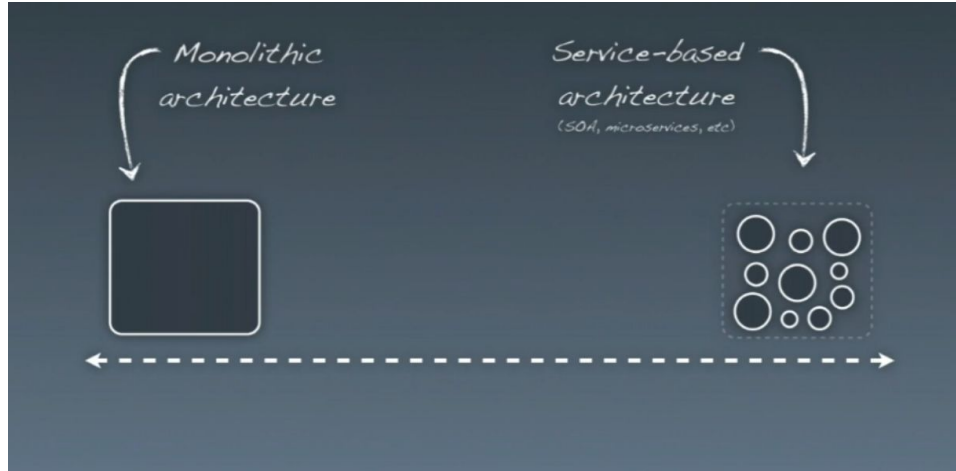 Monolithic
architecture
Service-based
architecture
(SOA, microservices, etc)